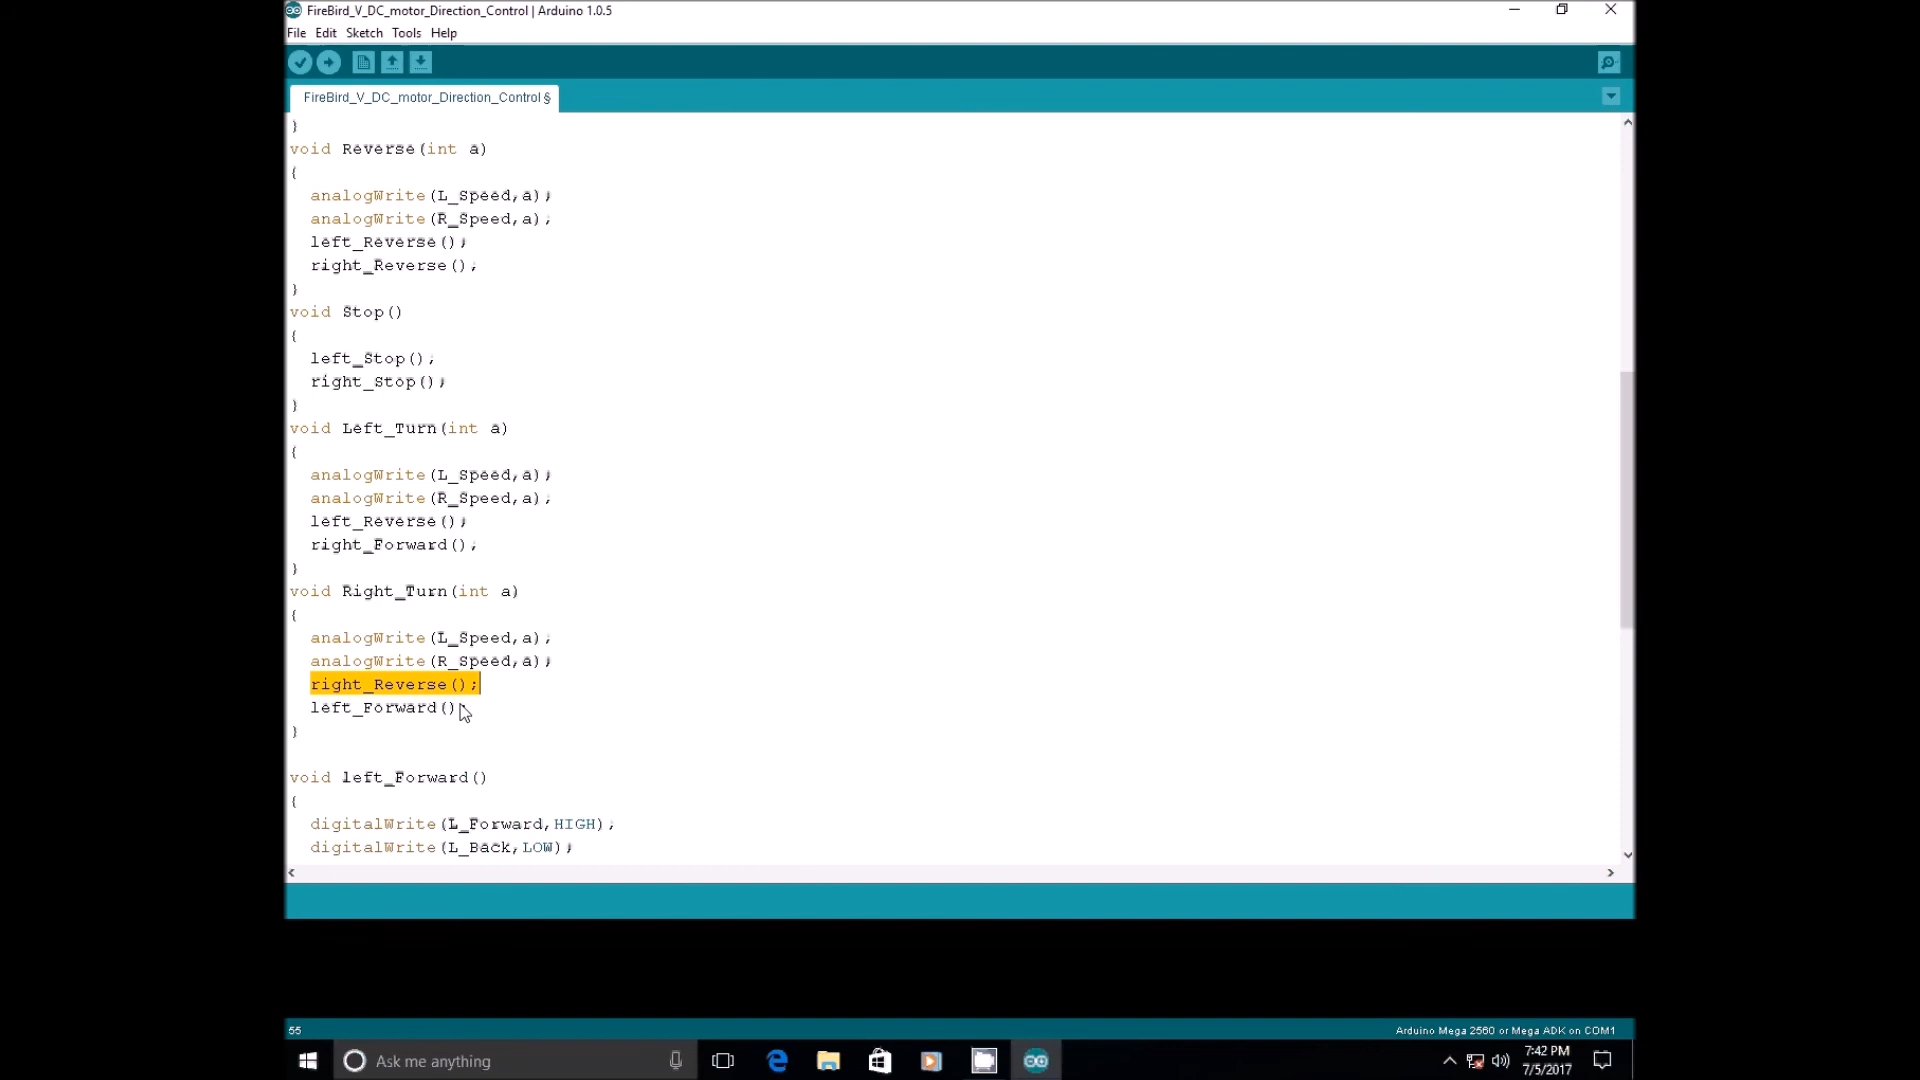 FireBird_V_DC_motor_Direction_Control | Arduino 1.0.5
File Edit Sketch Tools Help
FireBird_V_DC_motor_Direction_Control §
}
void Reverse(int a)
{
analogWrite(L_Speed,a);
analogWrite(R_Speed,a);
left_Reverse();
right_Reverse();
}
void Stop()
{
left_Stop();
right_Stop();
}
void Left_Turn(int a)
{
analogWrite(L_Speed,a);
analogWrite(R_Speed,a);
left_Reverse();
right_Forward();
}
void Right_Turn(int a)
{
analogWrite(L_Speed,a);
analogWrite(R_Speed,a);
right_Reverse();
left_Forward()
}
void left_Forward()
{
digitalWrite(L_Forward,HIGH);
digitalWrite(L_Back,LOW);
55 Arduino Mega 2560 or Mega ADK on COM1
Ask me anything
7:42 PM
7/5/2017